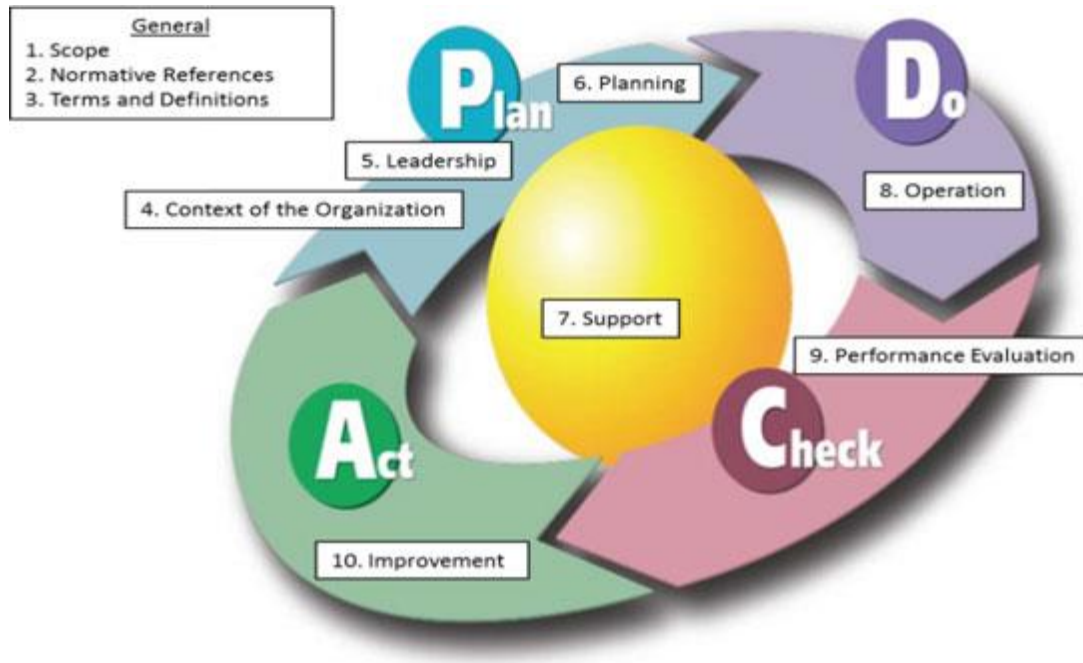 General
1. Scope
2. Normative References
3. Terms and Definitions
Plan
6. Planning
5. Leadership
4. Context of the Organization
Do
8. Operation
7. Support
9. Performance Evaluation
Check
Act
10. Improvement